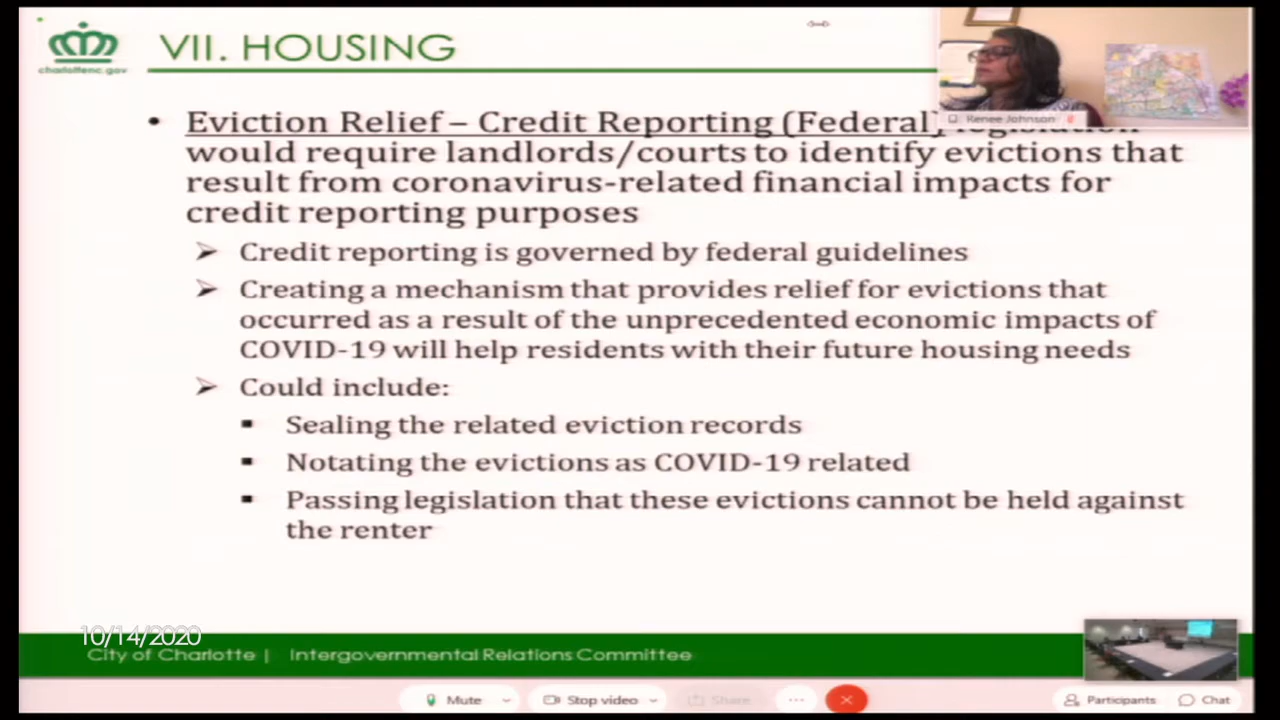 charlottenc.gov
VII. HOUSING
Renee Johnson
• Eviction Relief – Credit Reporting (Federal) legislation
would require landlords/courts to identify evictions that
result from coronavirus-related financial impacts for
credit reporting purposes
➢ Credit reporting is governed by federal guidelines
➢ Creating a mechanism that provides relief for evictions that
occurred as a result of the unprecedented economic impacts of
COVID-19 will help residents with their future housing needs
➢ Could include:
▪ Sealing the related eviction records
▪ Notating the evictions as COVID-19 related
▪ Passing legislation that these evictions cannot be held against
the renter
10/14/2020
City of Charlotte | Intergovernmental Relations Committee
Mute
Stop video
Share
Participants
Chat